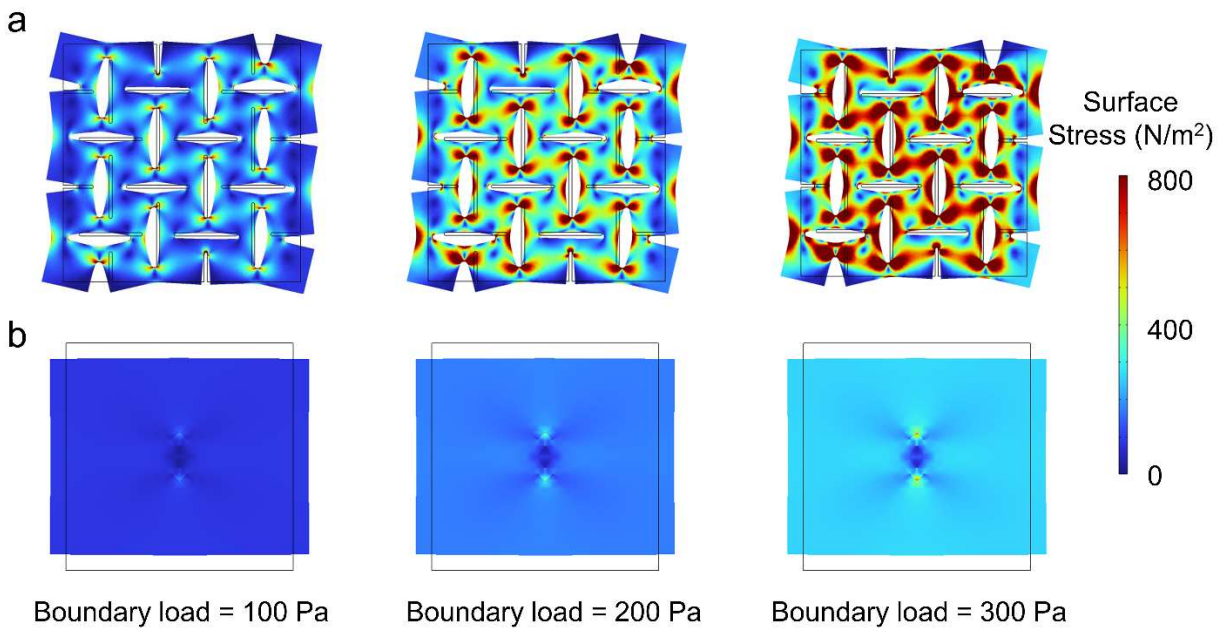 a
Surface
Stress (N/m²)
800
400
0
b
Boundary load = 100 Pa
Boundary load = 200 Pa
Boundary load = 300 Pa